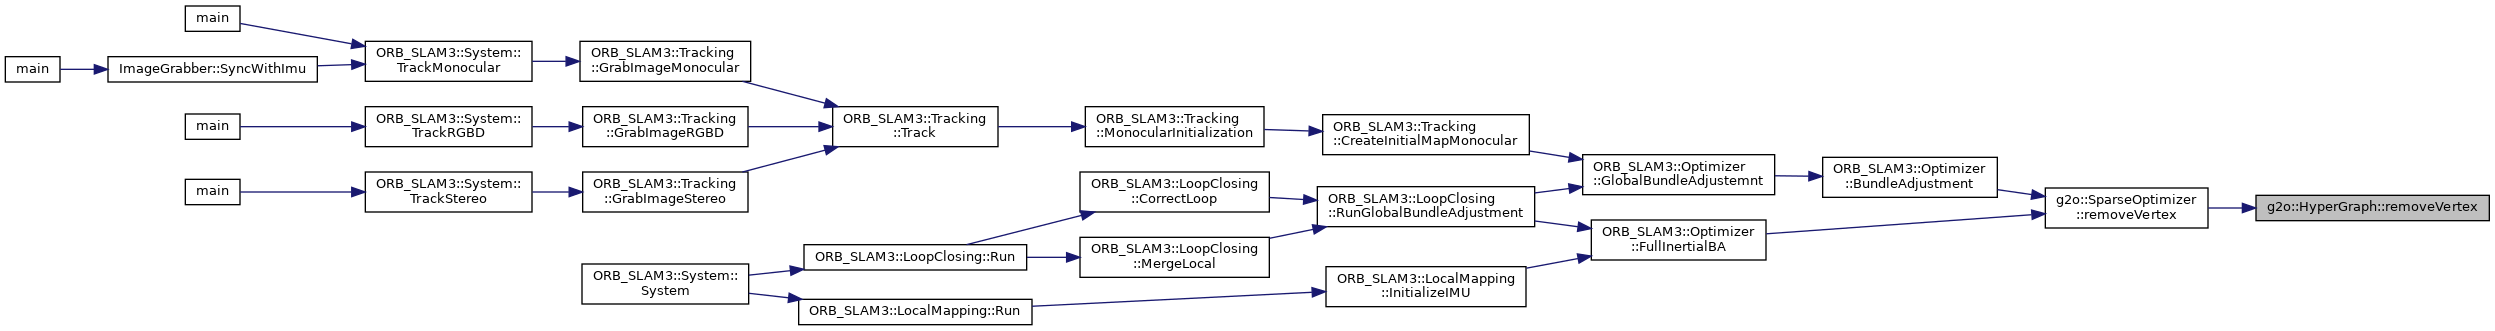 main
main
ImageGrabber::SyncWithImu
main
main
ORB_SLAM3::System::
TrackMonocular
ORB_SLAM3::System::
TrackRGBD
ORB_SLAM3::System::
TrackStereo
ORB_SLAM3::Tracking
::GrabImageMonocular
ORB_SLAM3::Tracking
::GrabImageRGBD
ORB_SLAM3::Tracking
::GrabImageStereo
ORB_SLAM3::System::
System
ORB_SLAM3::Tracking
::Track
ORB_SLAM3::LoopClosing::Run
ORB_SLAM3::LocalMapping::Run
ORB_SLAM3::Tracking
::MonocularInitialization
ORB_SLAM3::LoopClosing
::CorrectLoop
ORB_SLAM3::LoopClosing
::MergeLocal
ORB_SLAM3::Tracking
::CreateInitialMapMonocular
ORB_SLAM3::LoopClosing
::RunGlobalBundleAdjustment
ORB_SLAM3::LocalMapping
::InitializeIMU
ORB_SLAM3::Optimizer
::GlobalBundleAdjustemnt
ORB_SLAM3::Optimizer
::FullInertialBA
ORB_SLAM3::Optimizer
::BundleAdjustment
g2o::SparseOptimizer
::removeVertex
g2o::HyperGraph::removeVertex